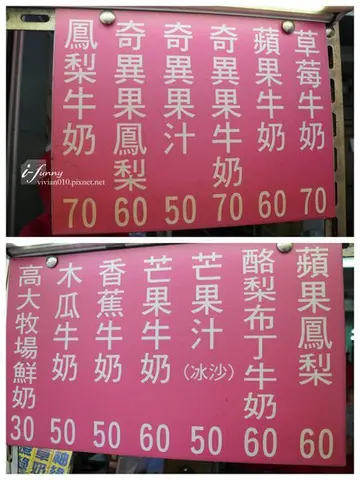 草莓牛奶 70
蘋果牛奶 60
奇異果牛奶 70
奇異果汁 50
奇異果鳳梨 60
鳳梨牛奶 70
i-funny
vivian010.pixnet.net
蘋果鳳梨 60
酪梨布丁牛奶 60
芒果汁(冰沙) 50
芒果牛奶 60
香蕉牛奶 50
木瓜牛奶 50
高大牧場鮮奶 30